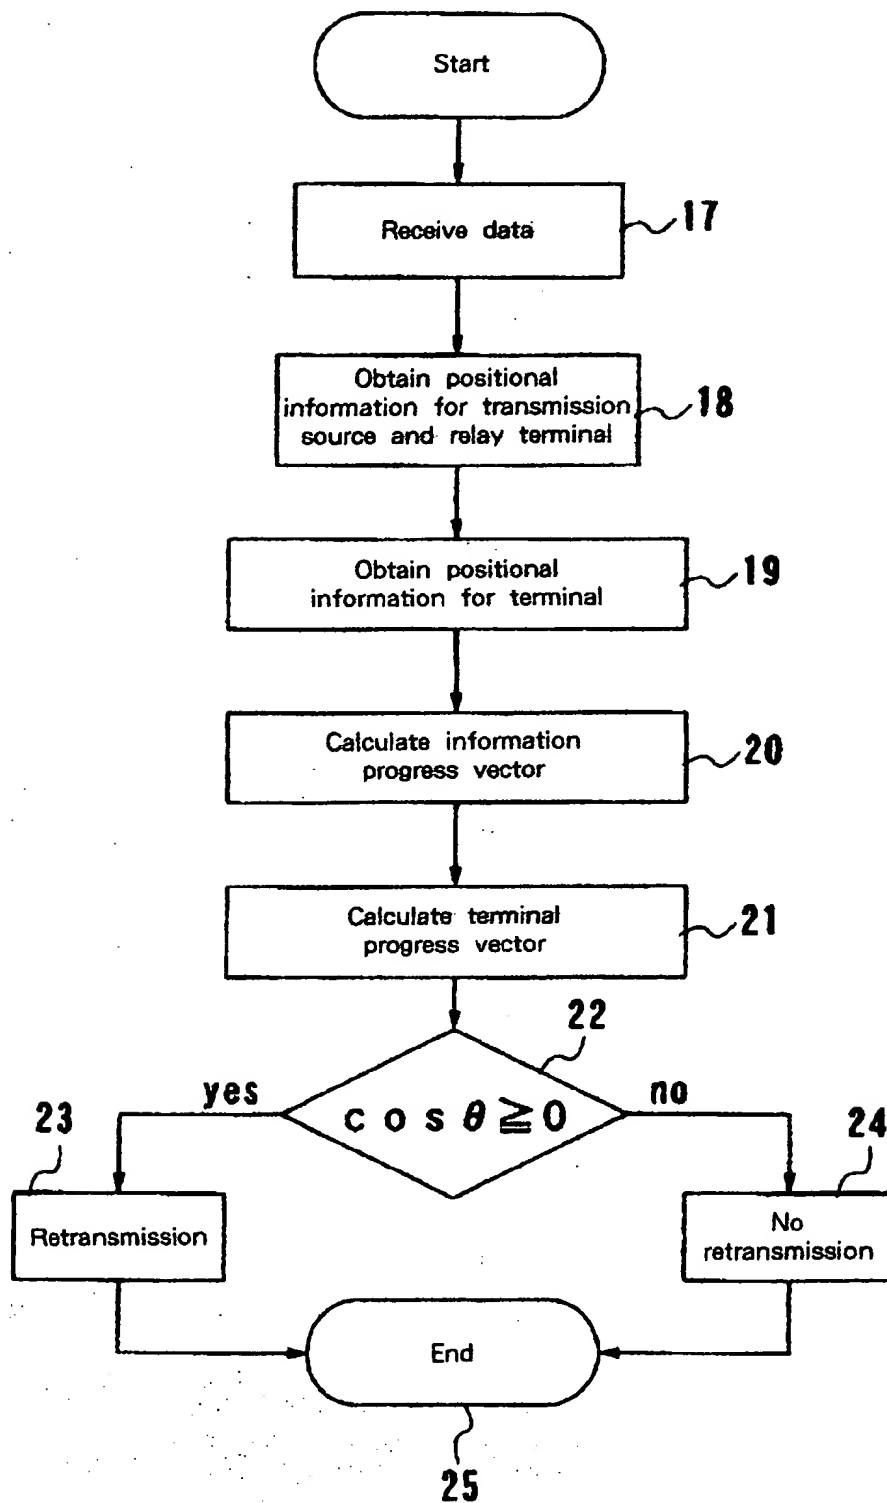 Start
Receive data
17
Obtain positional
information for transmission
source and relay terminal
18
Obtain positional
information for terminal
19
Calculate information
progress vector
20
Calculate terminal
progress vector
21
22
yes
cos θ ≧ 0
no
23
24
Retransmission
No
retransmission
End
25